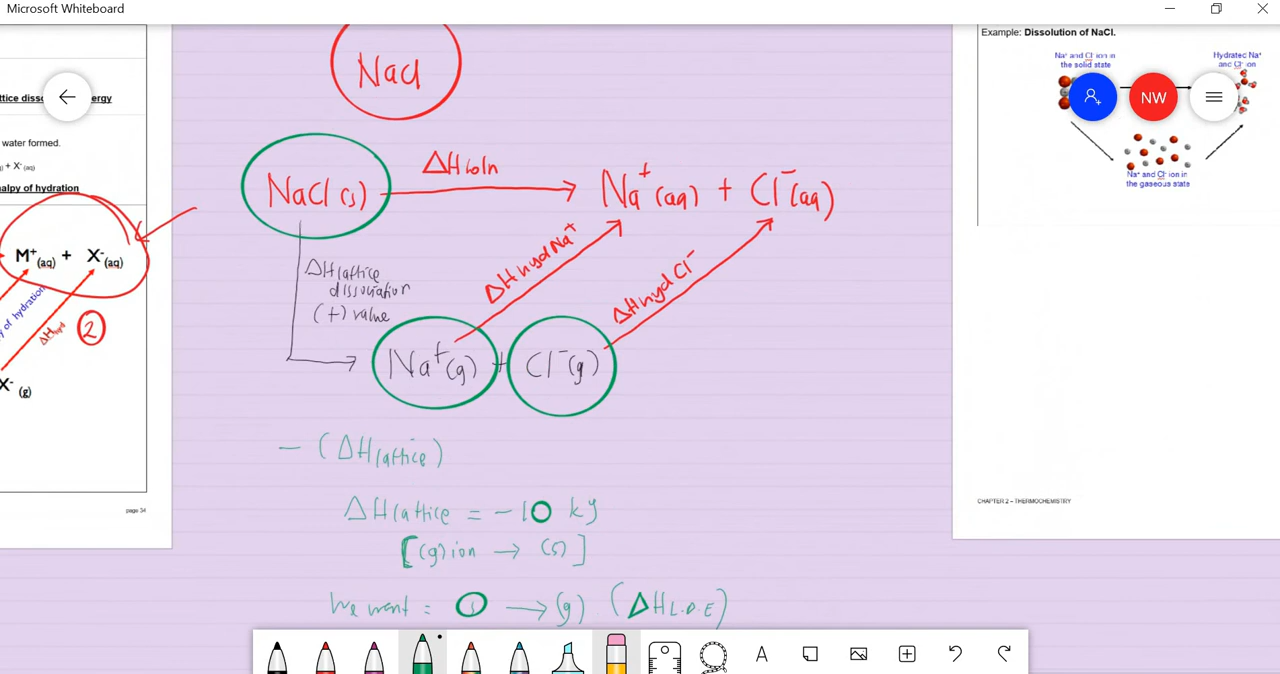 Microsoft Whiteboard
NaCl
NaCl (s)
ΔH soln
Na⁺(aq) + Cl⁻(aq)
ΔH lattice
dissociation
(+) value
ΔH hyd Na⁺
ΔH hyd Cl⁻
Na⁺(g) + Cl⁻(g)
– (ΔH lattice)
ΔH lattice = –10 kJ
[(g) ion → (s)]
We want = (s) → (g) (ΔH L.D.E)
ergy
water formed.
+ X⁻(aq)
halpy of hydration
M⁺(aq) + X⁻(aq)
of hydration
ΔH hyd
2
X⁻ (g)
page 34
Example: Dissolution of NaCl.
Na⁺ and Cl⁻ ion in
the solid state
Hydrated Na⁺
and Cl⁻ ion
NW
Na⁺ and Cl⁻ ion in
the gaseous state
CHAPTER 2 – THERMOCHEMISTRY
A